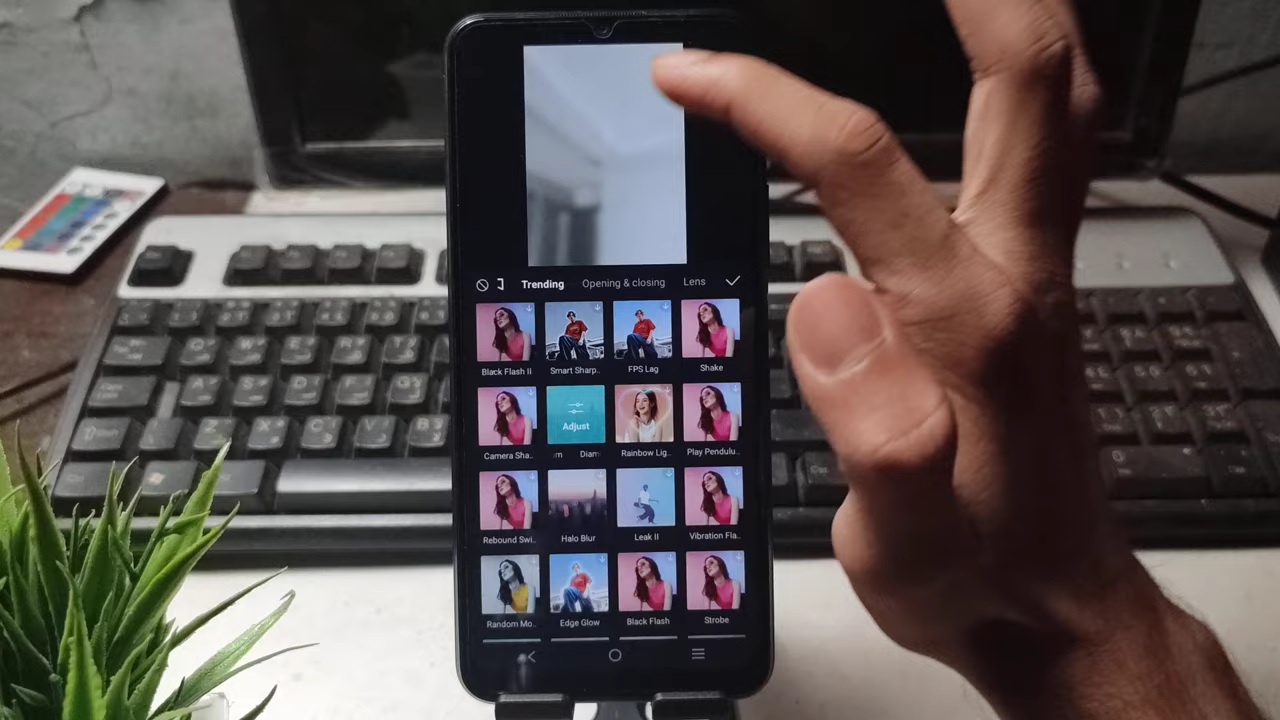 Trending Opening & closing Lens
Black Flash II Smart Sharp.. FPS Lag Shake
Adjust
Camera Sha.. am Diam Rainbow Lig.. Play Pendulu..
Rebound Swi.. Halo Blur Leak II Vibration Fla..
Random Mo.. Edge Glow Black Flash Strobe